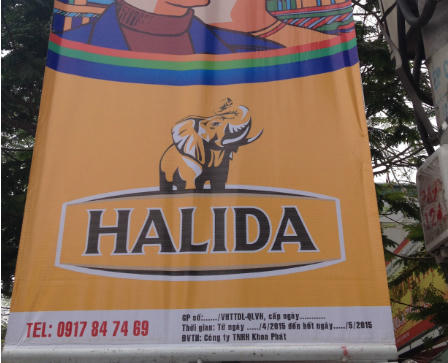 HALIDA
TEL: 0917 84 74 69
GP số:....../VHTTDL-QLVH, cấp ngày............
Thời gian: Từ ngày ...../4/2015 đến hết ngày...../5/2015
ĐVTH: Công ty TNHH Khoa Phát